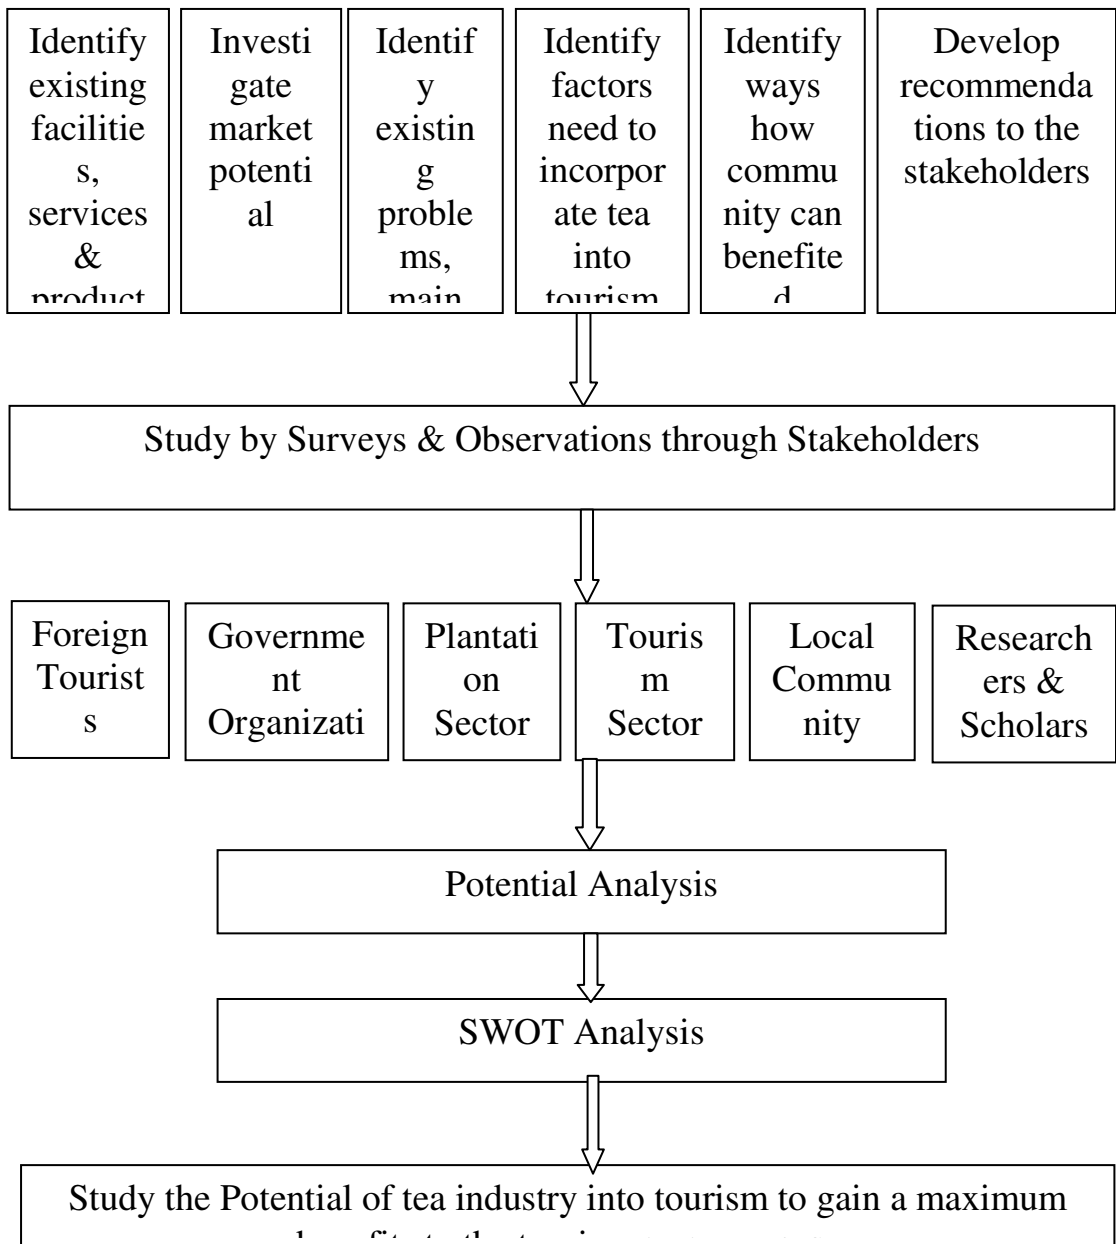 Identify
existing
facilitie
s,
services
&
product
Investi
gate
market
potenti
al
Identif
y
existin
g
proble
ms,
main
Identify
factors
need to
incorpor
ate tea
into
tourism
Identify
ways
how
commu
nity can
benefite
d
Develop
recommenda
tions to the
stakeholders
Study by Surveys & Observations through Stakeholders
Foreign
Tourist
s
Governme
nt
Organizati
Plantati
on
Sector
Touris
m
Sector
Local
Commu
nity
Research
ers &
Scholars
Potential Analysis
SWOT Analysis
Study the Potential of tea industry into tourism to gain a maximum